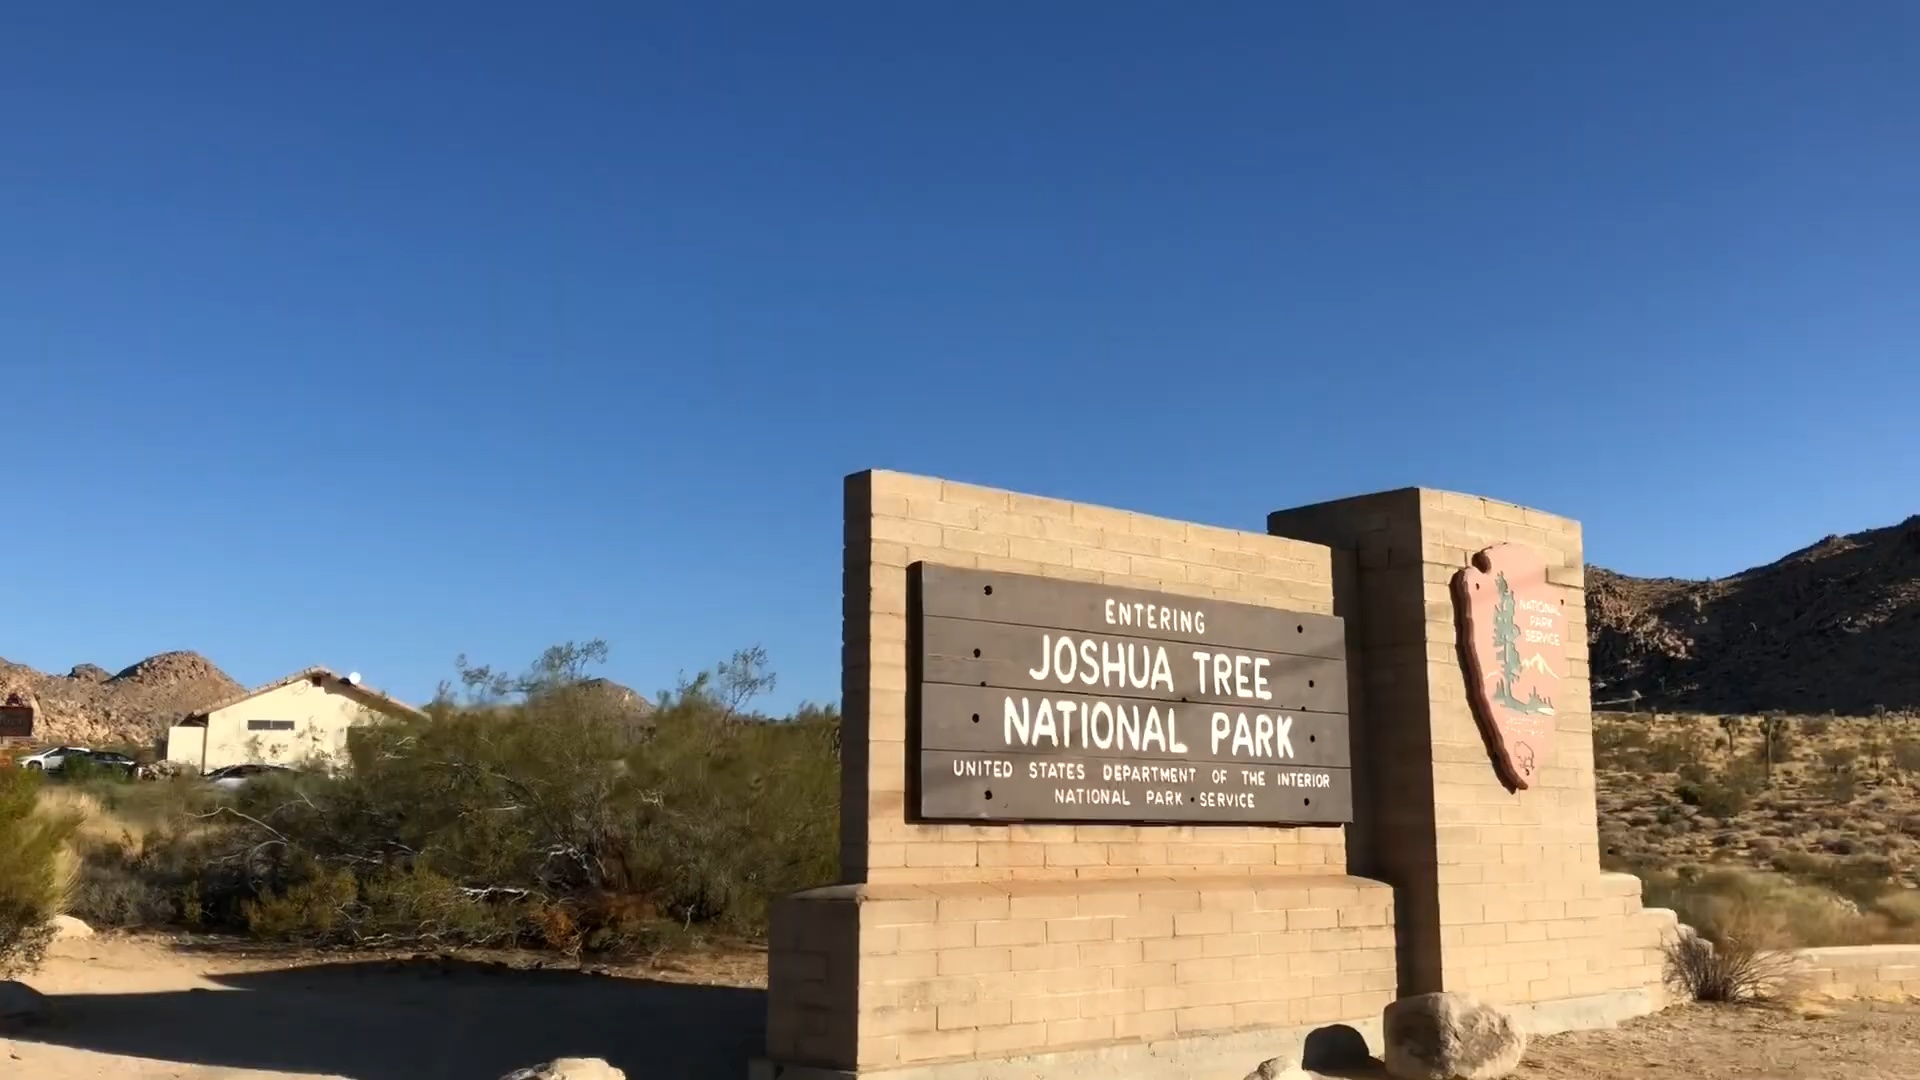 ENTERING
JOSHUA TREE
NATIONAL PARK
UNITED STATES DEPARTMENT OF THE INTERIOR
NATIONAL PARK SERVICE
NATIONAL
PARK
SERVICE